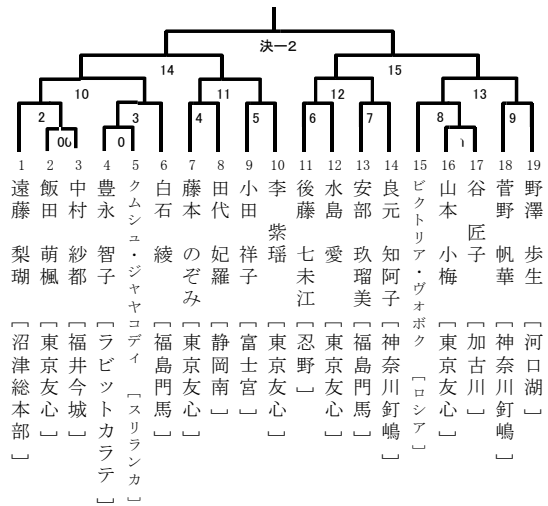 決一2
14
15
10
11
12
13
2
3
4
5
6
7
8
9
00
0
1 遠藤 梨瑚 [沼津総本部]
2 飯田 萌楓 [東京友心]
3 中村 紗都 [福井今城]
4 豊永 智子 [ラビットカラテ]
5 クムシュ・ジャヤコデイ [スリランカ]
6 白石 綾 [福島門馬]
7 藤本 のぞみ [東京友心]
8 田代 妃羅 [静岡南]
9 小田 祥子 [富士宮]
10 李 紫瑶 [東京友心]
11 後藤 七未江 [忍野]
12 水島 愛 [東京友心]
13 安部 玖瑠美 [福島門馬]
14 良元 知阿子 [神奈川釘嶋]
15 ビクトリア・ヴォボク [ロシア]
16 山本 小梅 [東京友心]
17 谷 匠子 [加古川]
18 菅野 帆華 [神奈川釘嶋]
19 野澤 歩生 [河口湖]